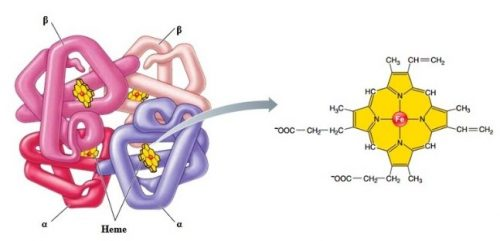 β
β
α
Heme
α
CH₃
CH=CH₂
HC
CH
N
H₃C
CH₃
⁻OOC—CH₂—H₂C
N
Fe
N
CH=CH₂
HC
CH
N
⁻OOC—CH₂—CH₂
CH₃